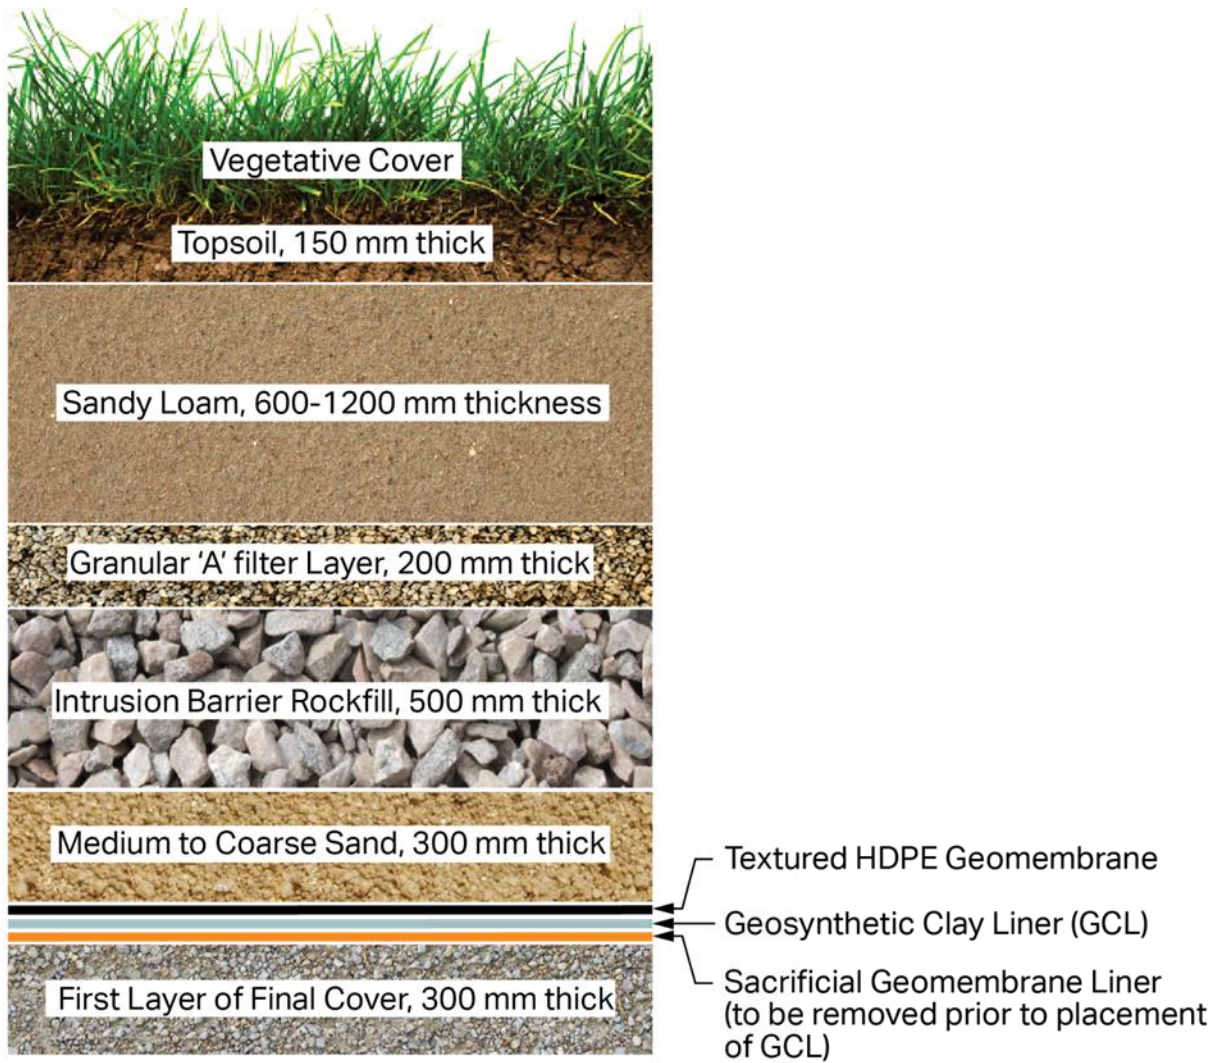 Vegetative Cover
Topsoil, 150 mm thick
Sandy Loam, 600-1200 mm thickness
Granular ‘A’ filter Layer, 200 mm thick
Intrusion Barrier Rockfill, 500 mm thick
Medium to Coarse Sand, 300 mm thick
Textured HDPE Geomembrane
Geosynthetic Clay Liner (GCL)
Sacrificial Geomembrane Liner
(to be removed prior to placement
of GCL)
First Layer of Final Cover, 300 mm thick